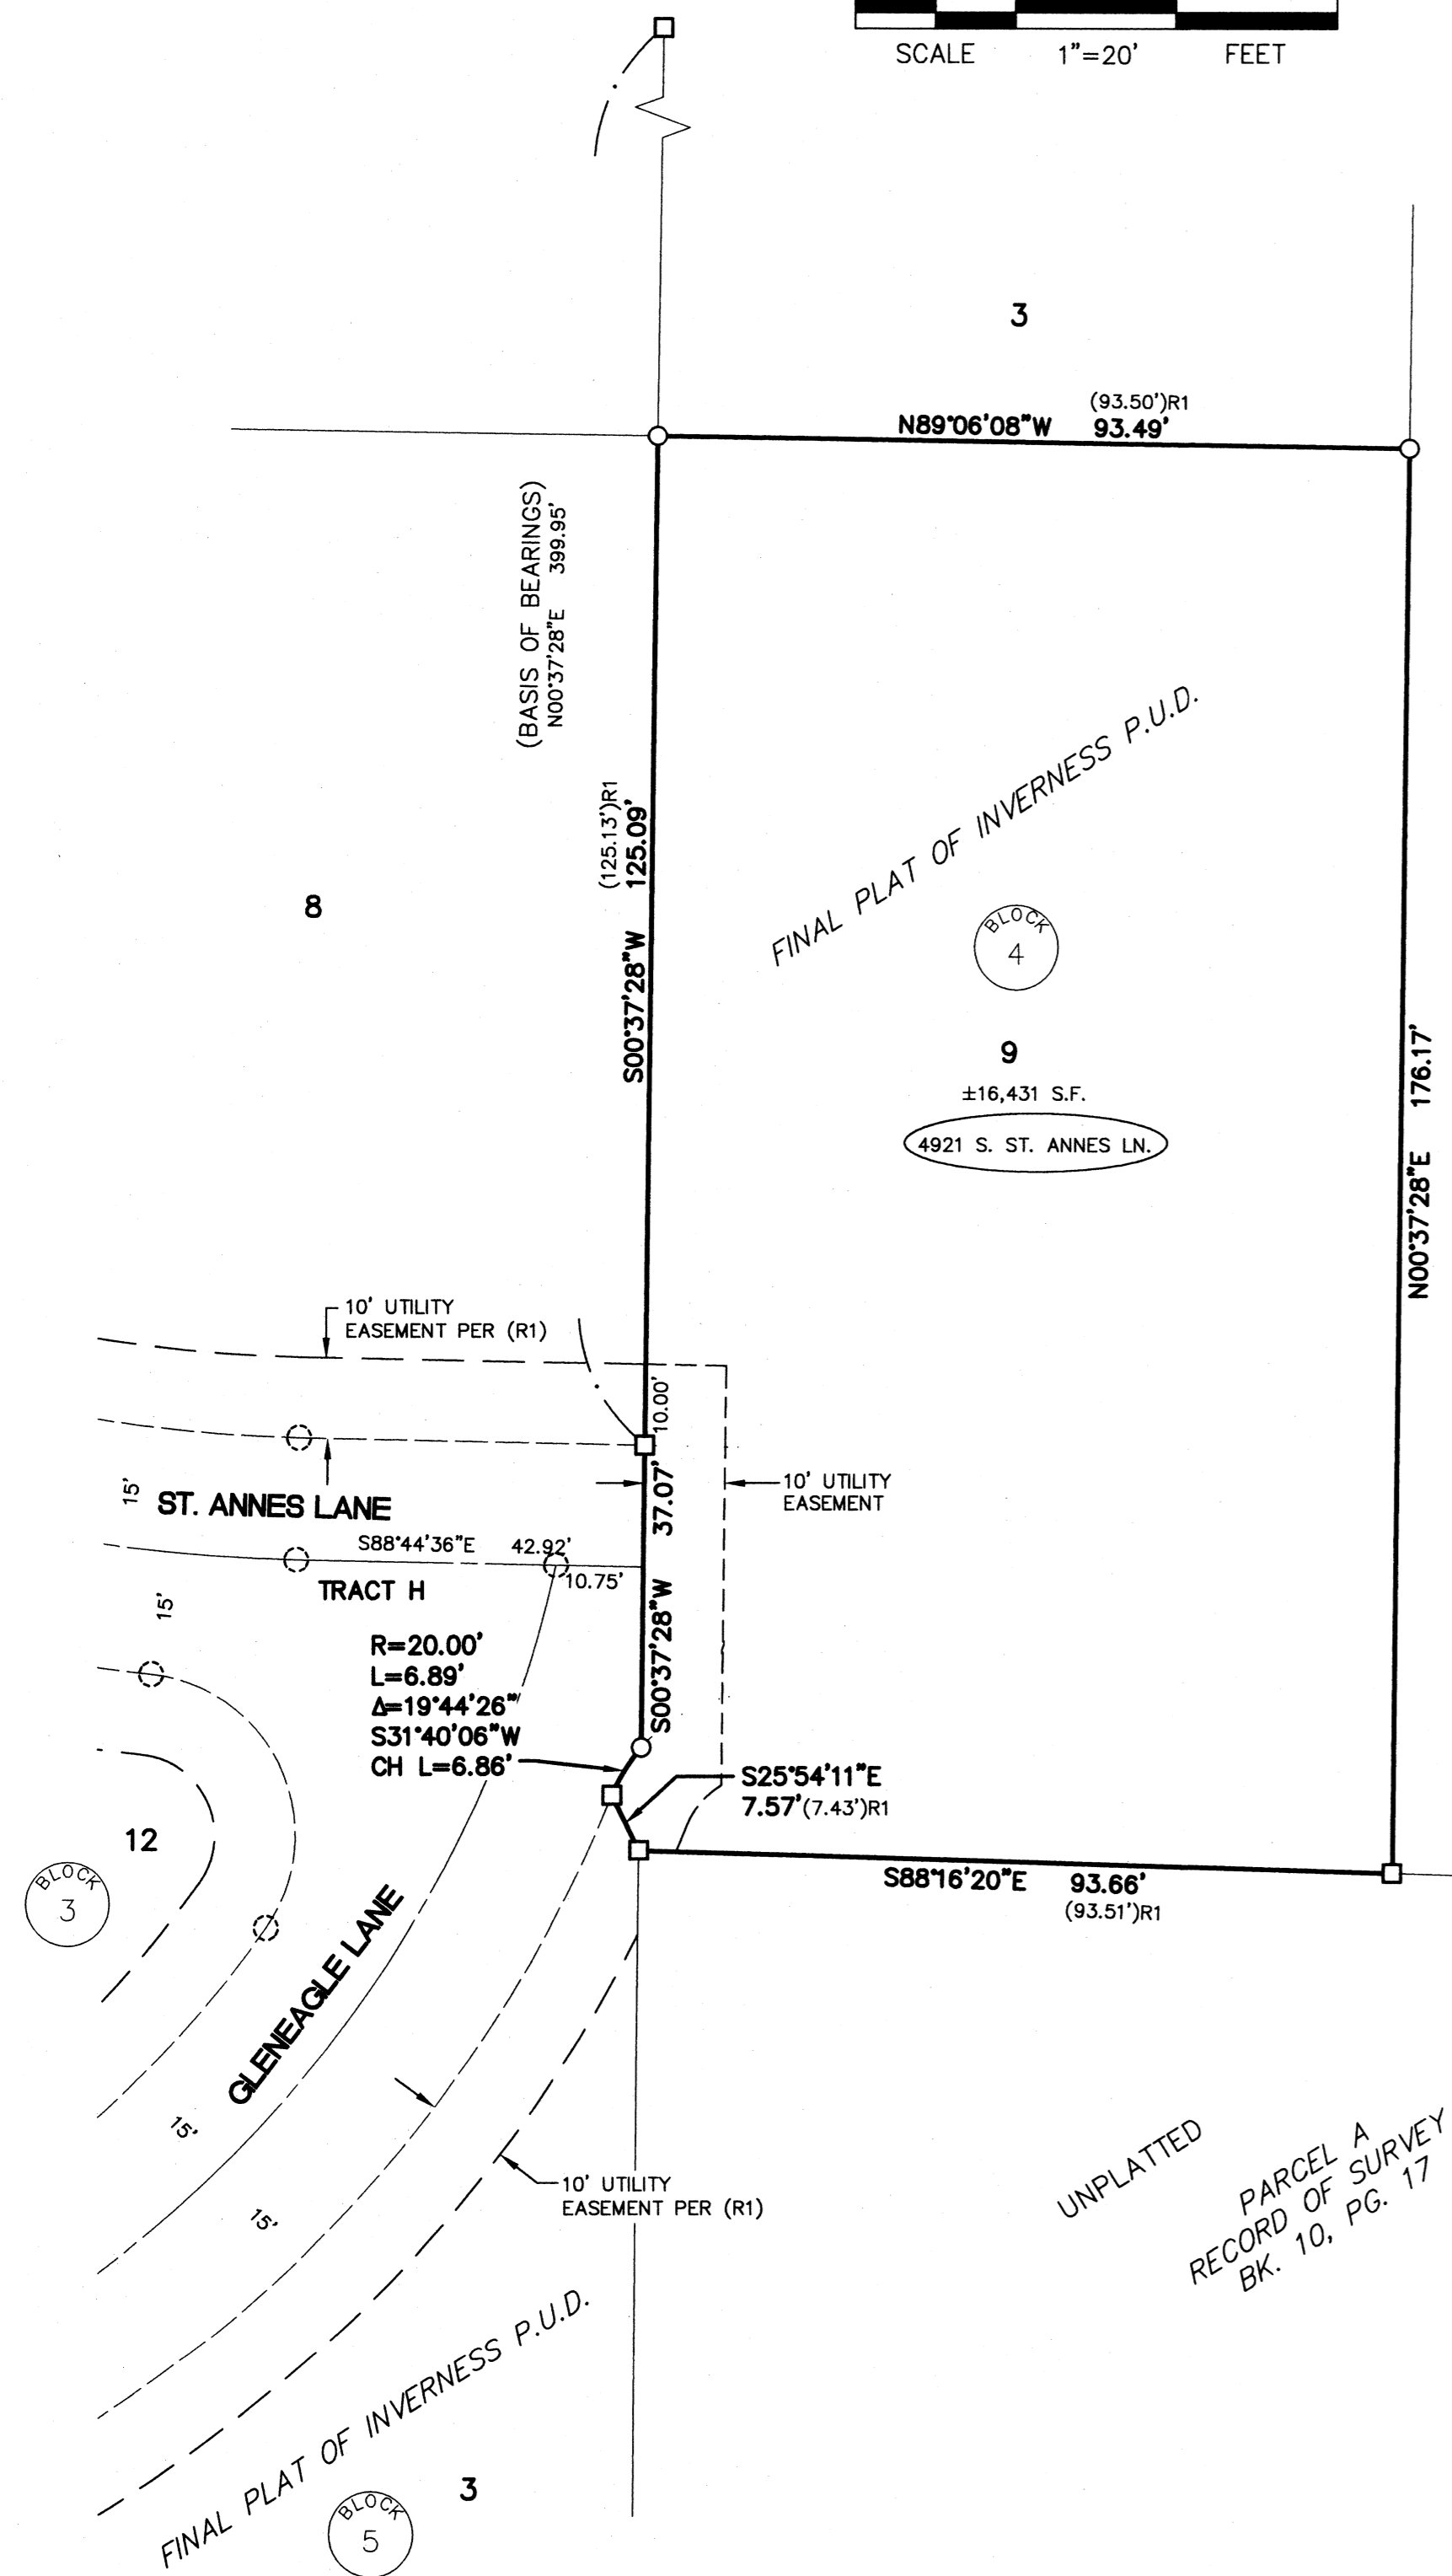 SCALE 1"=20' FEET
3
(93.50')R1
N89°06'08"W 93.49'
(BASIS OF BEARINGS)
N00°37'28"E 399.95'
FINAL PLAT OF INVERNESS P.U.D.
(125.13')R1
S00°37'28"W 125.09'
8
BLOCK
4
9
±16,431 S.F.
4921 S. ST. ANNES LN.
N00°37'28"E 176.17'
10' UTILITY
EASEMENT PER (R1)
10.00'
10' UTILITY
EASEMENT
15'
ST. ANNES LANE
S00°37'28"W 37.07'
S88°44'36"E 42.92'
10.75'
TRACT H
15'
R=20.00'
L=6.89'
Δ=19°44'26"
S31°40'06"W
CH L=6.86'
S25°54'11"E
7.57'(7.43')R1
12
BLOCK
3
S88°16'20"E 93.66'
(93.51')R1
GLENEAGLE LANE
15'
15'
10' UTILITY
EASEMENT PER (R1)
UNPLATTED
PARCEL A
RECORD OF SURVEY
BK. 10, PG. 17
FINAL PLAT OF INVERNESS P.U.D.
3
BLOCK
5